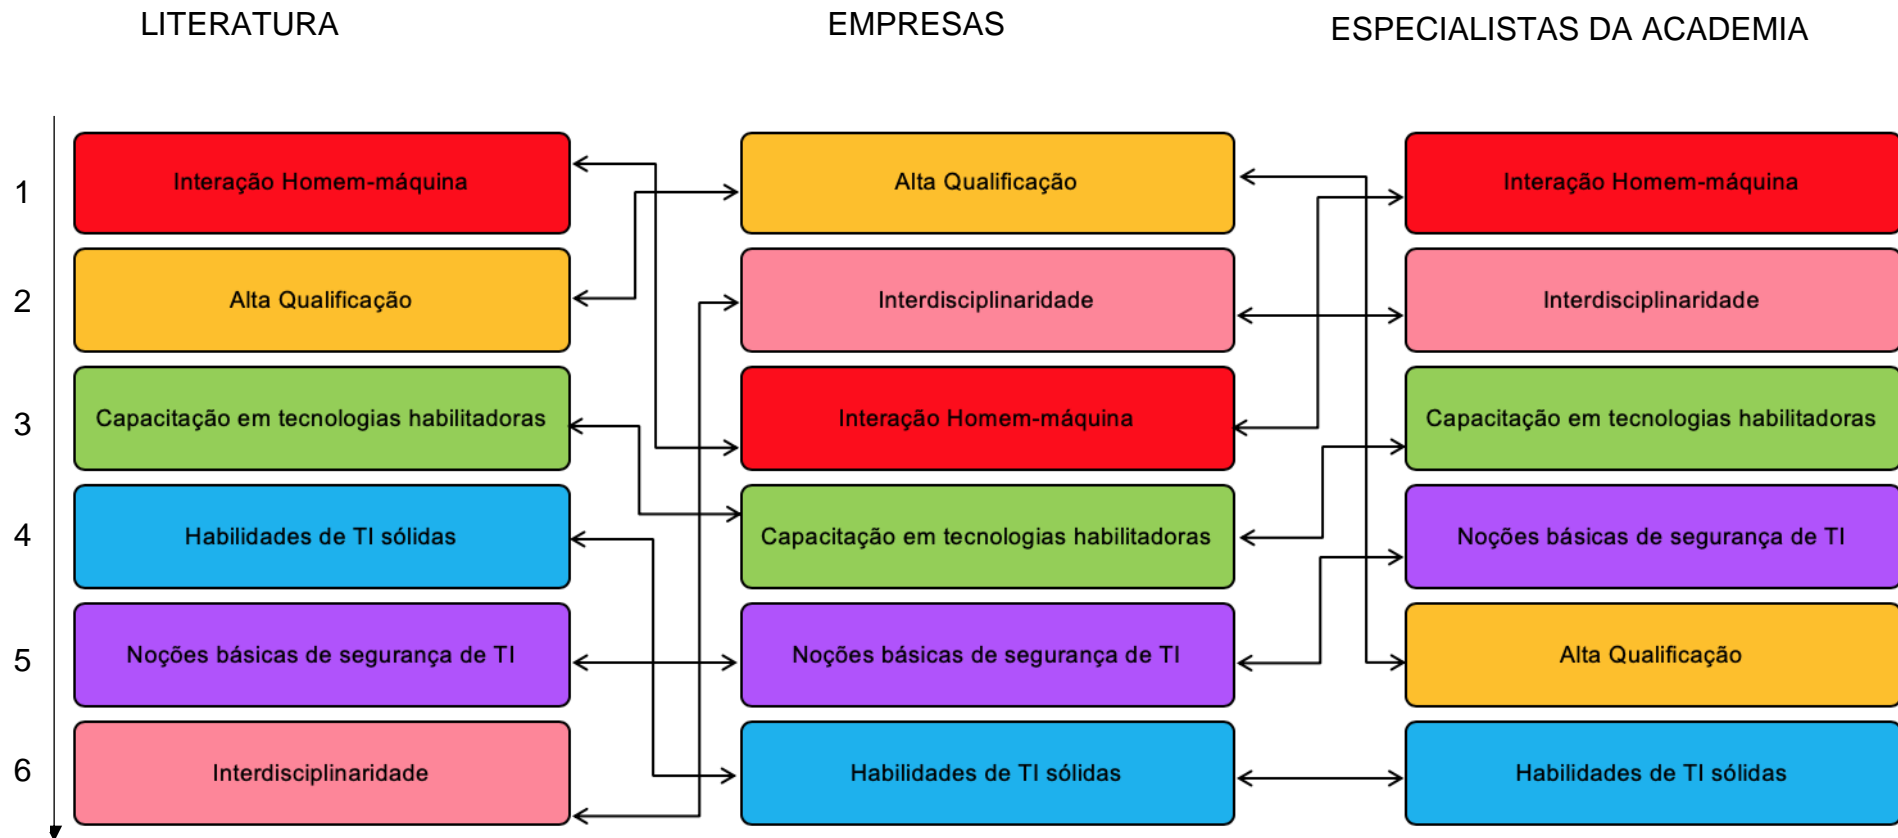 LITERATURA
EMPRESAS
ESPECIALISTAS DA ACADEMIA
1
Interação Homem-máquina
Alta Qualificação
Interação Homem-máquina
2
Alta Qualificação
Interdisciplinaridade
Interdisciplinaridade
3
Capacitação em tecnologias habilitadoras
Interação Homem-máquina
Capacitação em tecnologias habilitadoras
4
Habilidades de TI sólidas
Capacitação em tecnologias habilitadoras
Noções básicas de segurança de TI
5
Noções básicas de segurança de TI
Noções básicas de segurança de TI
Alta Qualificação
6
Interdisciplinaridade
Habilidades de TI sólidas
Habilidades de TI sólidas